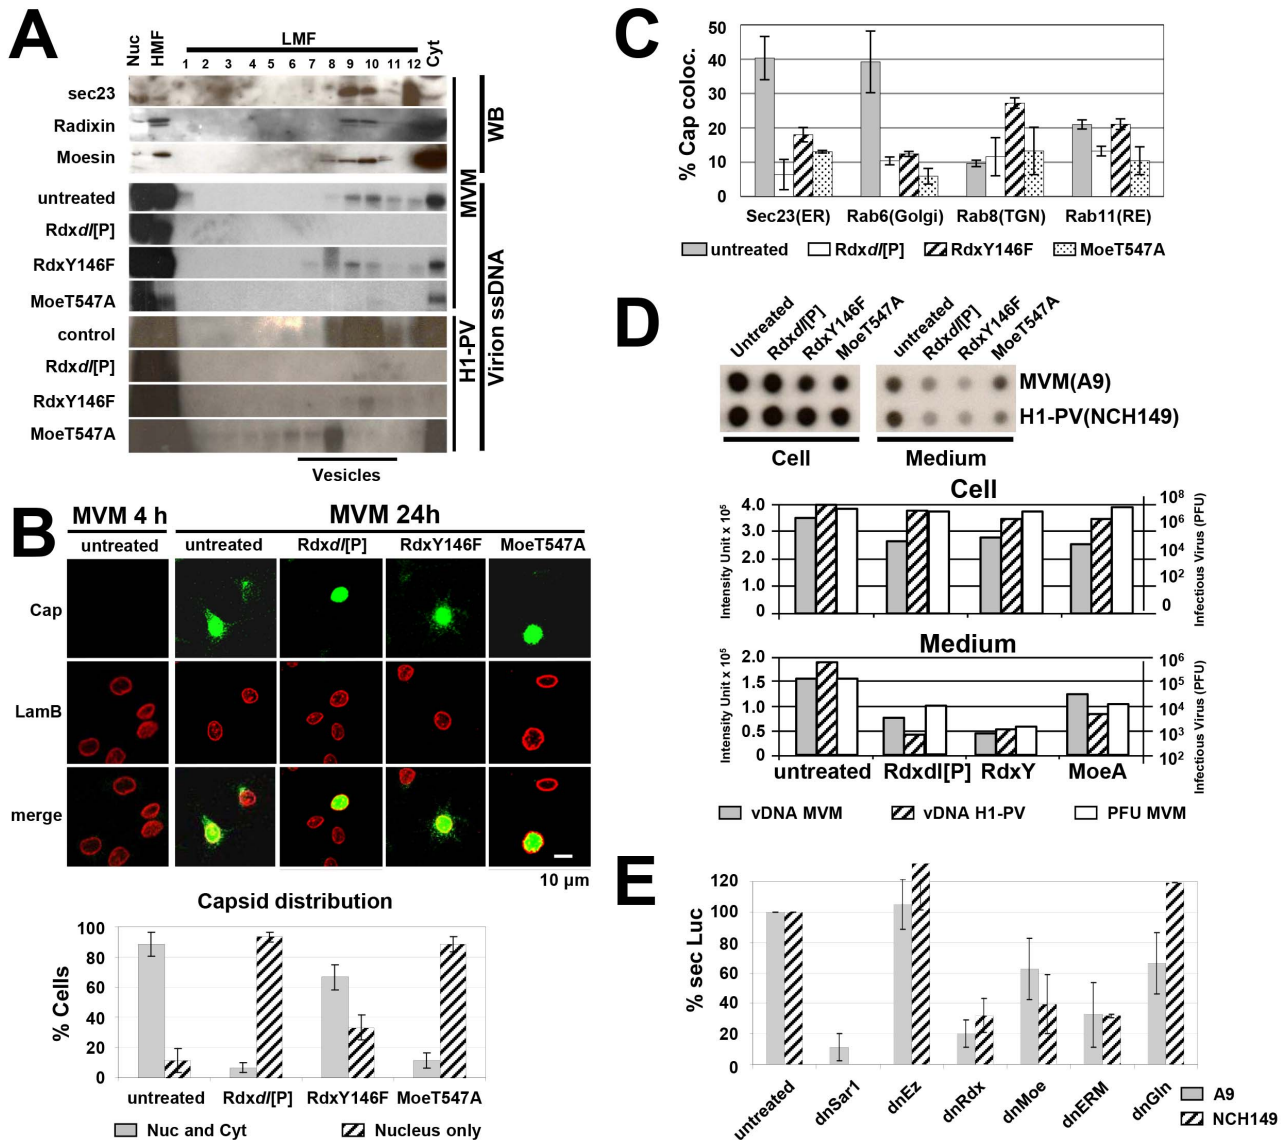 A
Nuc
HMF
LMF
Cyt
1 2 3 4 5 6 7 8 9 10 11 12
sec23
Radixin
Moesin
WB
untreated
Rdxdl[P]
RdxY146F
MoeT547A
MVM
control
Rdxdl[P]
RdxY146F
MoeT547A
H1-PV
Virion ssDNA
Vesicles
B
MVM 4 h
MVM 24h
untreated untreated Rdxdl[P] RdxY146F MoeT547A
Cap
LamB
merge
10 µm
Capsid distribution
% Cells
100
80
60
40
20
0
untreated Rdxdl[P] RdxY146F MoeT547A
Nuc and Cyt Nucleus only
C
% Cap coloc.
50
40
30
20
10
0
Sec23(ER) Rab6(Golgi) Rab8(TGN) Rab11(RE)
untreated Rdxdl[P] RdxY146F MoeT547A
D
Untreated
Rdxdl[P]
RdxY146F
MoeT547A
untreated
Rdxdl[P]
RdxY146F
MoeT547A
MVM(A9)
H1-PV(NCH149)
Cell Medium
Cell
Intensity Unit x 10⁵
4.0
3.0
2.0
1.0
0
10⁸
10⁶
10⁴
10²
0
Infectious Virus (PFU)
Medium
Intensity Unit x 10⁵
2.0
1.5
1.0
0.5
0
10⁶
10⁵
10⁴
10³
10²
Infectious Virus (PFU)
untreated Rdxdl[P] RdxY MoeA
vDNA MVM vDNA H1-PV PFU MVM
E
% sec Luc
120
100
80
60
40
20
0
untreated
dnSar1
dnEz
dnRdx
dnMoe
dnERM
dnGln
A9
NCH149